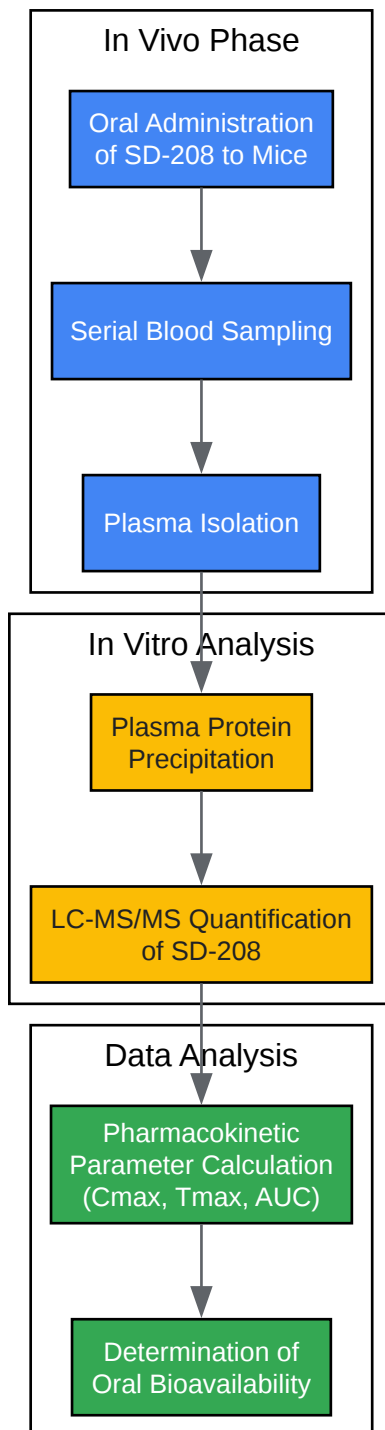 In Vivo Phase
Oral Administration
of SD-208 to Mice
Serial Blood Sampling
Plasma Isolation
In Vitro Analysis
Plasma Protein
Precipitation
LC-MS/MS Quantification
of SD-208
Data Analysis
Pharmacokinetic
Parameter Calculation
(Cmax, Tmax, AUC)
Determination of
Oral Bioavailability